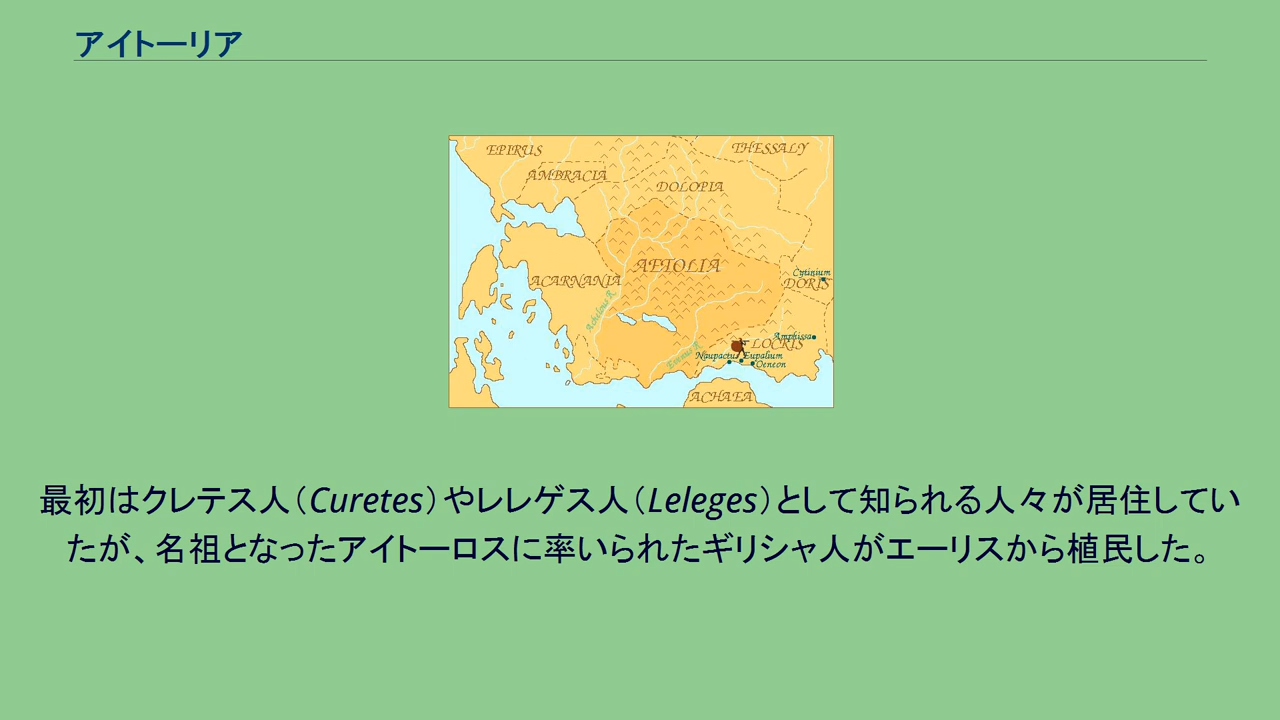 アイトーリア
EPIRUS
THESSALY
AMBRACIA
DOLOPIA
AETOLIA
Cytinium
ACARNANIA
DORIS
Achelous R.
Amphissa
LOCRIS
Evenus R.
Naupactus
Eupalium
Oeneon
ACHAEA
最初はクレテス人（Curetes）やレレゲス人（Leleges）として知られる人々が居住してい
たが、名祖となったアイトーロスに率いられたギリシャ人がエーリスから植民した。